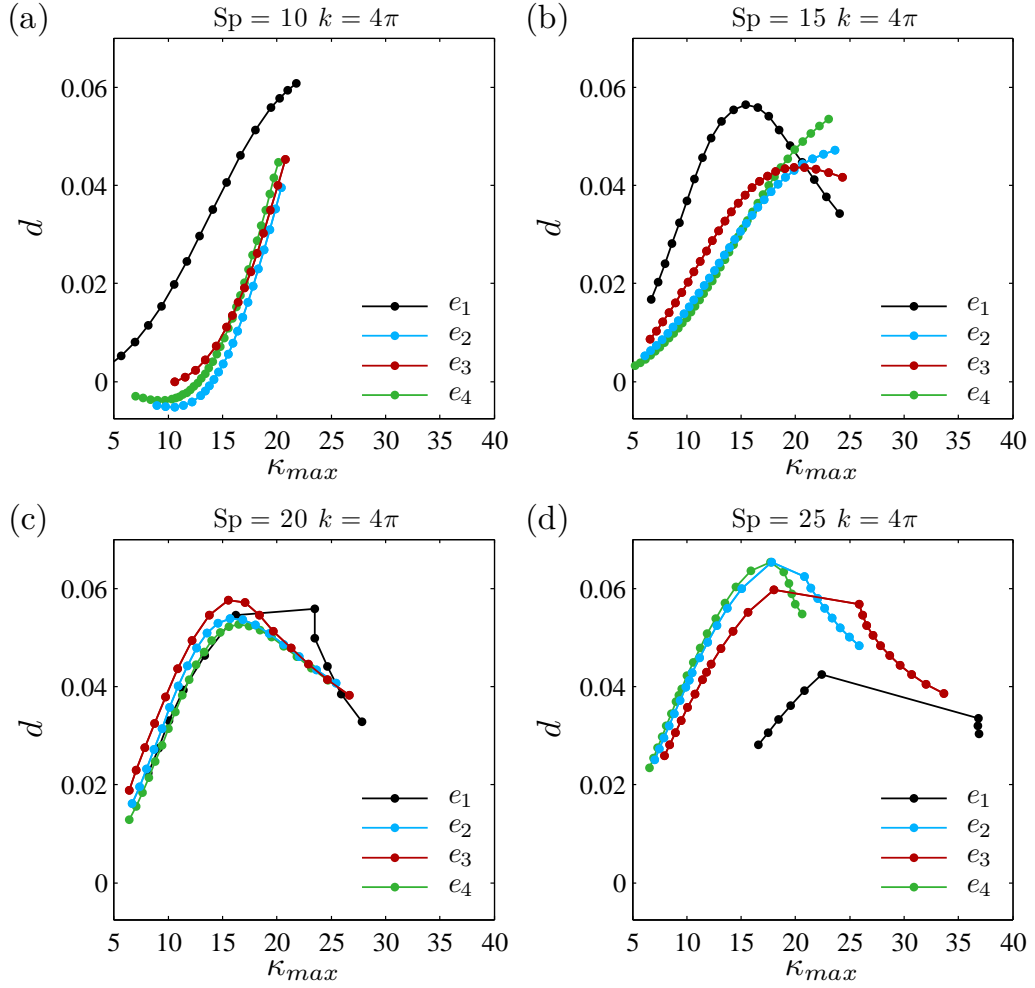 (a) Sp = 10 k = 4π
0.06
0.04
0.02
0
d
5 10 15 20 25 30 35 40
κmax
e1
e2
e3
e4
(b) Sp = 15 k = 4π
0.06
0.04
0.02
0
d
5 10 15 20 25 30 35 40
κmax
e1
e2
e3
e4
(c) Sp = 20 k = 4π
0.06
0.04
0.02
0
d
5 10 15 20 25 30 35 40
κmax
e1
e2
e3
e4
(d) Sp = 25 k = 4π
0.06
0.04
0.02
0
d
5 10 15 20 25 30 35 40
κmax
e1
e2
e3
e4